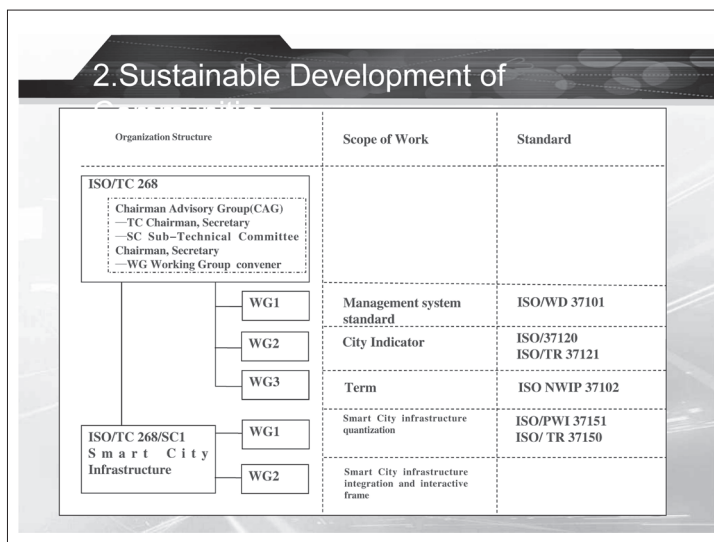 2.Sustainable Development of
Organization Structure
Scope of Work
Standard
ISO/TC 268
Chairman Advisory Group(CAG)
—TC Chairman, Secretary
—SC Sub-Technical Committee
Chairman, Secretary
—WG Working Group convener
WG1
Management system
standard
ISO/WD 37101
WG2
City Indicator
ISO/37120
ISO/TR 37121
WG3
Term
ISO NWIP 37102
ISO/TC 268/SC1
Smart City
Infrastructure
WG1
Smart City infrastructure
quantization
ISO/PWI 37151
ISO/ TR 37150
WG2
Smart City infrastructure
integration and interactive
frame